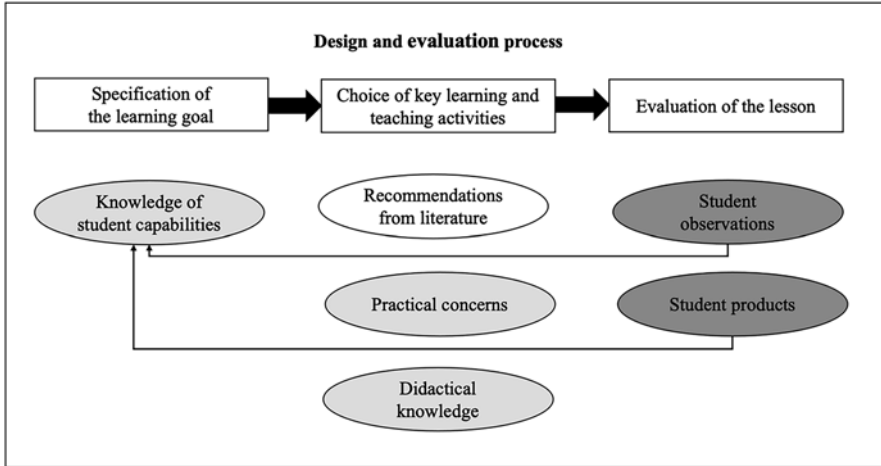 Design and evaluation process
Specification of
the learning goal
Choice of key learning and
teaching activities
Evaluation of the lesson
Knowledge of
student capabilities
Recommendations
from literature
Student
observations
Practical concerns
Student products
Didactical
knowledge